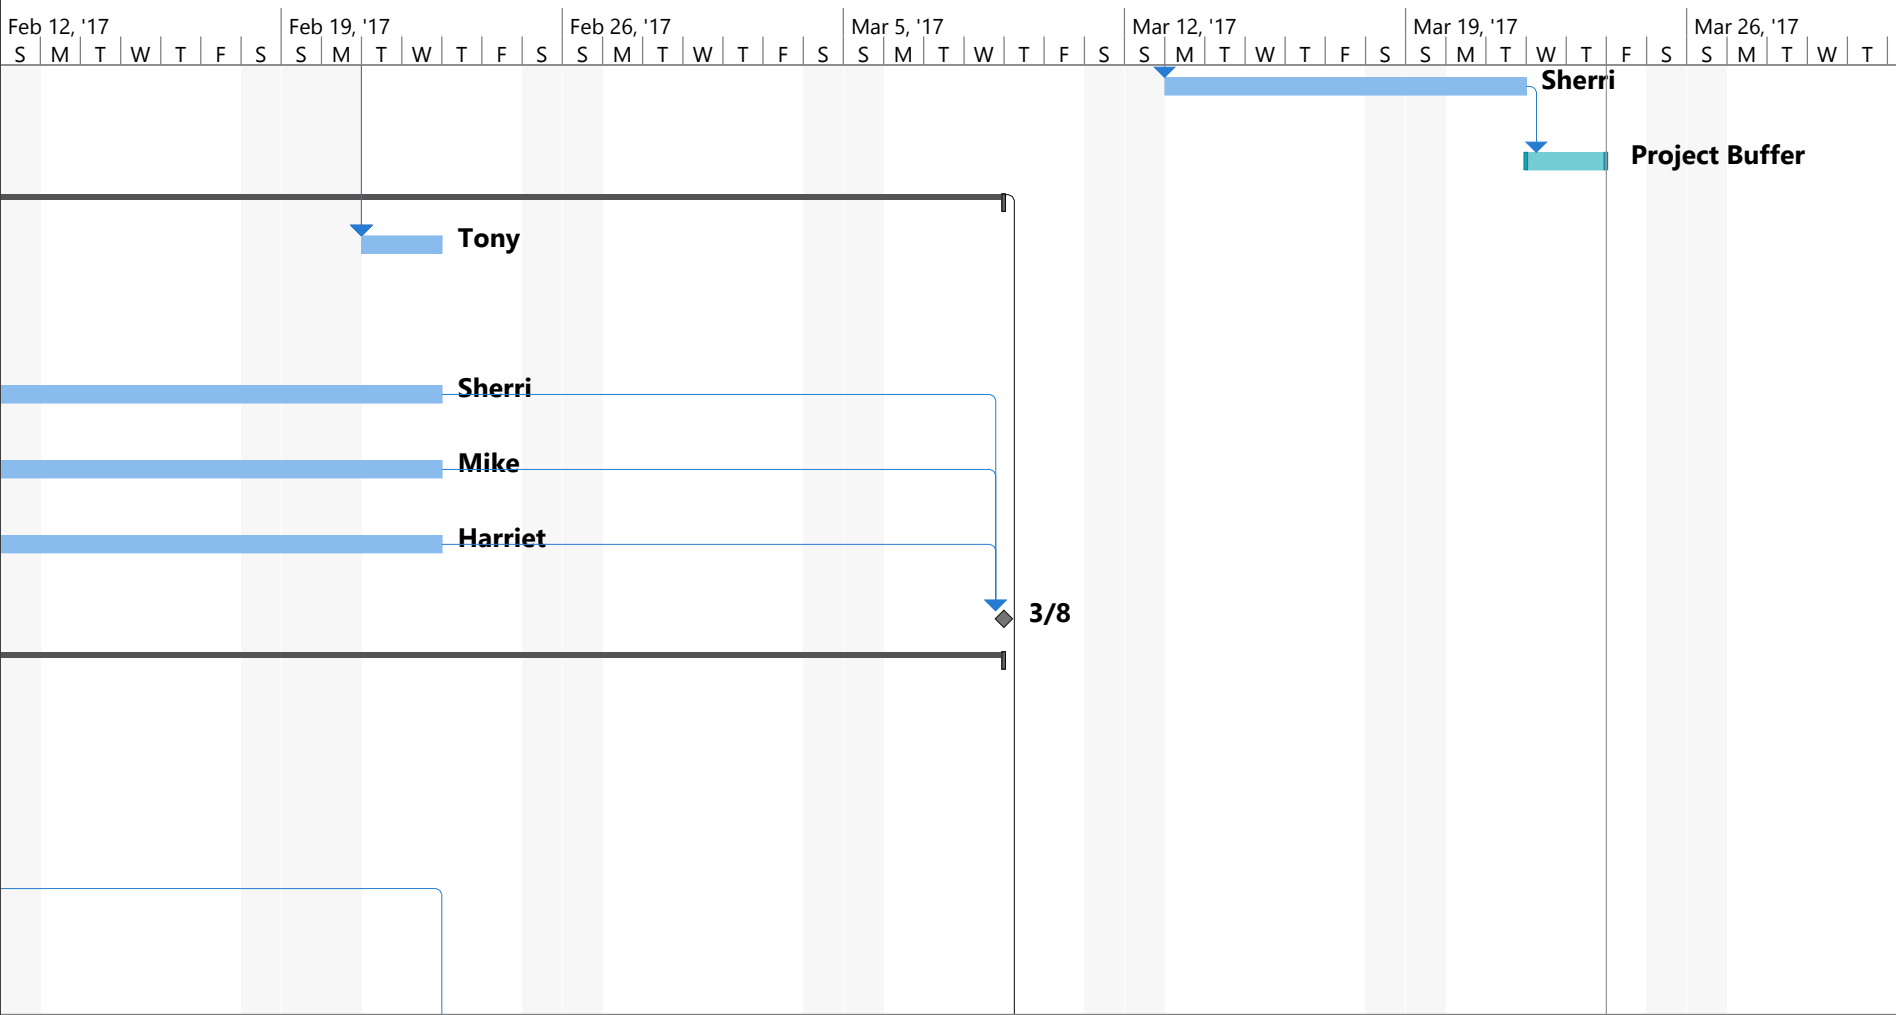 Feb 12, '17 Feb 19, '17 Feb 26, '17 Mar 5, '17 Mar 12, '17 Mar 19, '17 Mar 26, '17
S M T W T F S S M T W T F S S M T W T F S S M T W T F S S M T W T F S S M T W T F S S M T W T
Sherri
Project Buffer
Tony
Sherri
Mike
Harriet
3/8